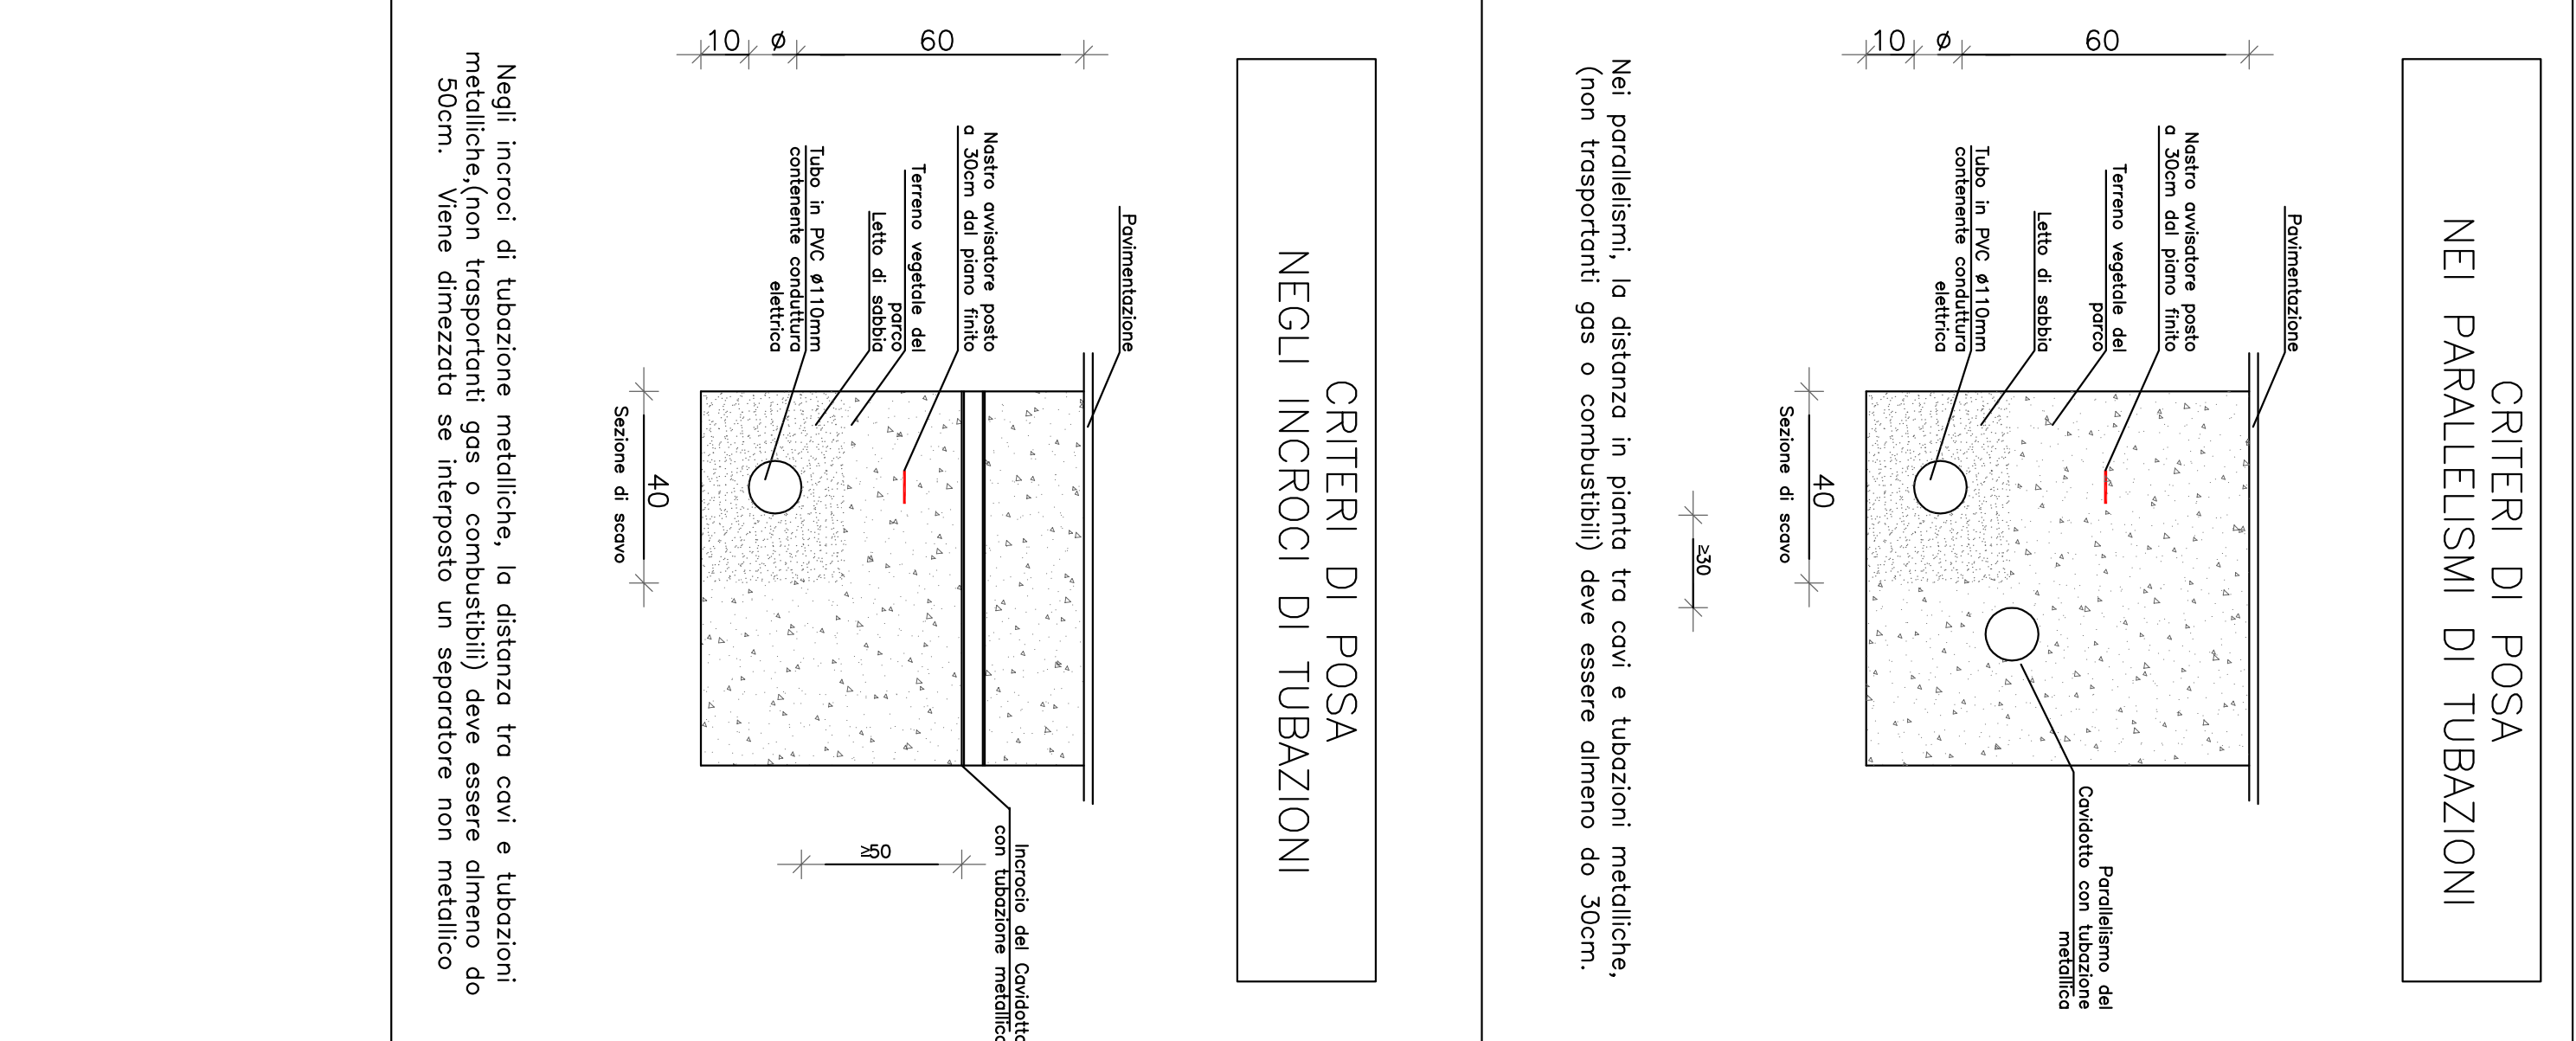 CRITERI DI POSA
NEI PARALLELISMI DI TUBAZIONI
Pavimentazione
Nastro avvisatore posto
a 30cm dal piano finito
Terreno vegetale del
parco
Letto di sabbia
Tubo in PVC ø110mm
contenente conduttura
elettrica
60
ø
10
40
Sezione di scavo
≥30
Parallelismo del
Cavidotto con tubazione
metallica
Nei parallelismi, la distanza in pianta tra cavi e tubazioni metalliche,
(non trasportanti gas o combustibili) deve essere almeno do 30cm.
CRITERI DI POSA
NEGLI INCROCI DI TUBAZIONI
Pavimentazione
Nastro avvisatore posto
a 30cm dal piano finito
Terreno vegetale del
parco
Letto di sabbia
Tubo in PVC ø110mm
contenente conduttura
elettrica
60
ø
10
40
Sezione di scavo
≥50
Incrocio del Cavidotto
con tubazione metallica
Negli incroci di tubazione metalliche, la distanza tra cavi e tubazioni
metalliche,(non trasportanti gas o combustibili) deve essere almeno do
50cm. Viene dimezzata se interposto un separatore non metallico